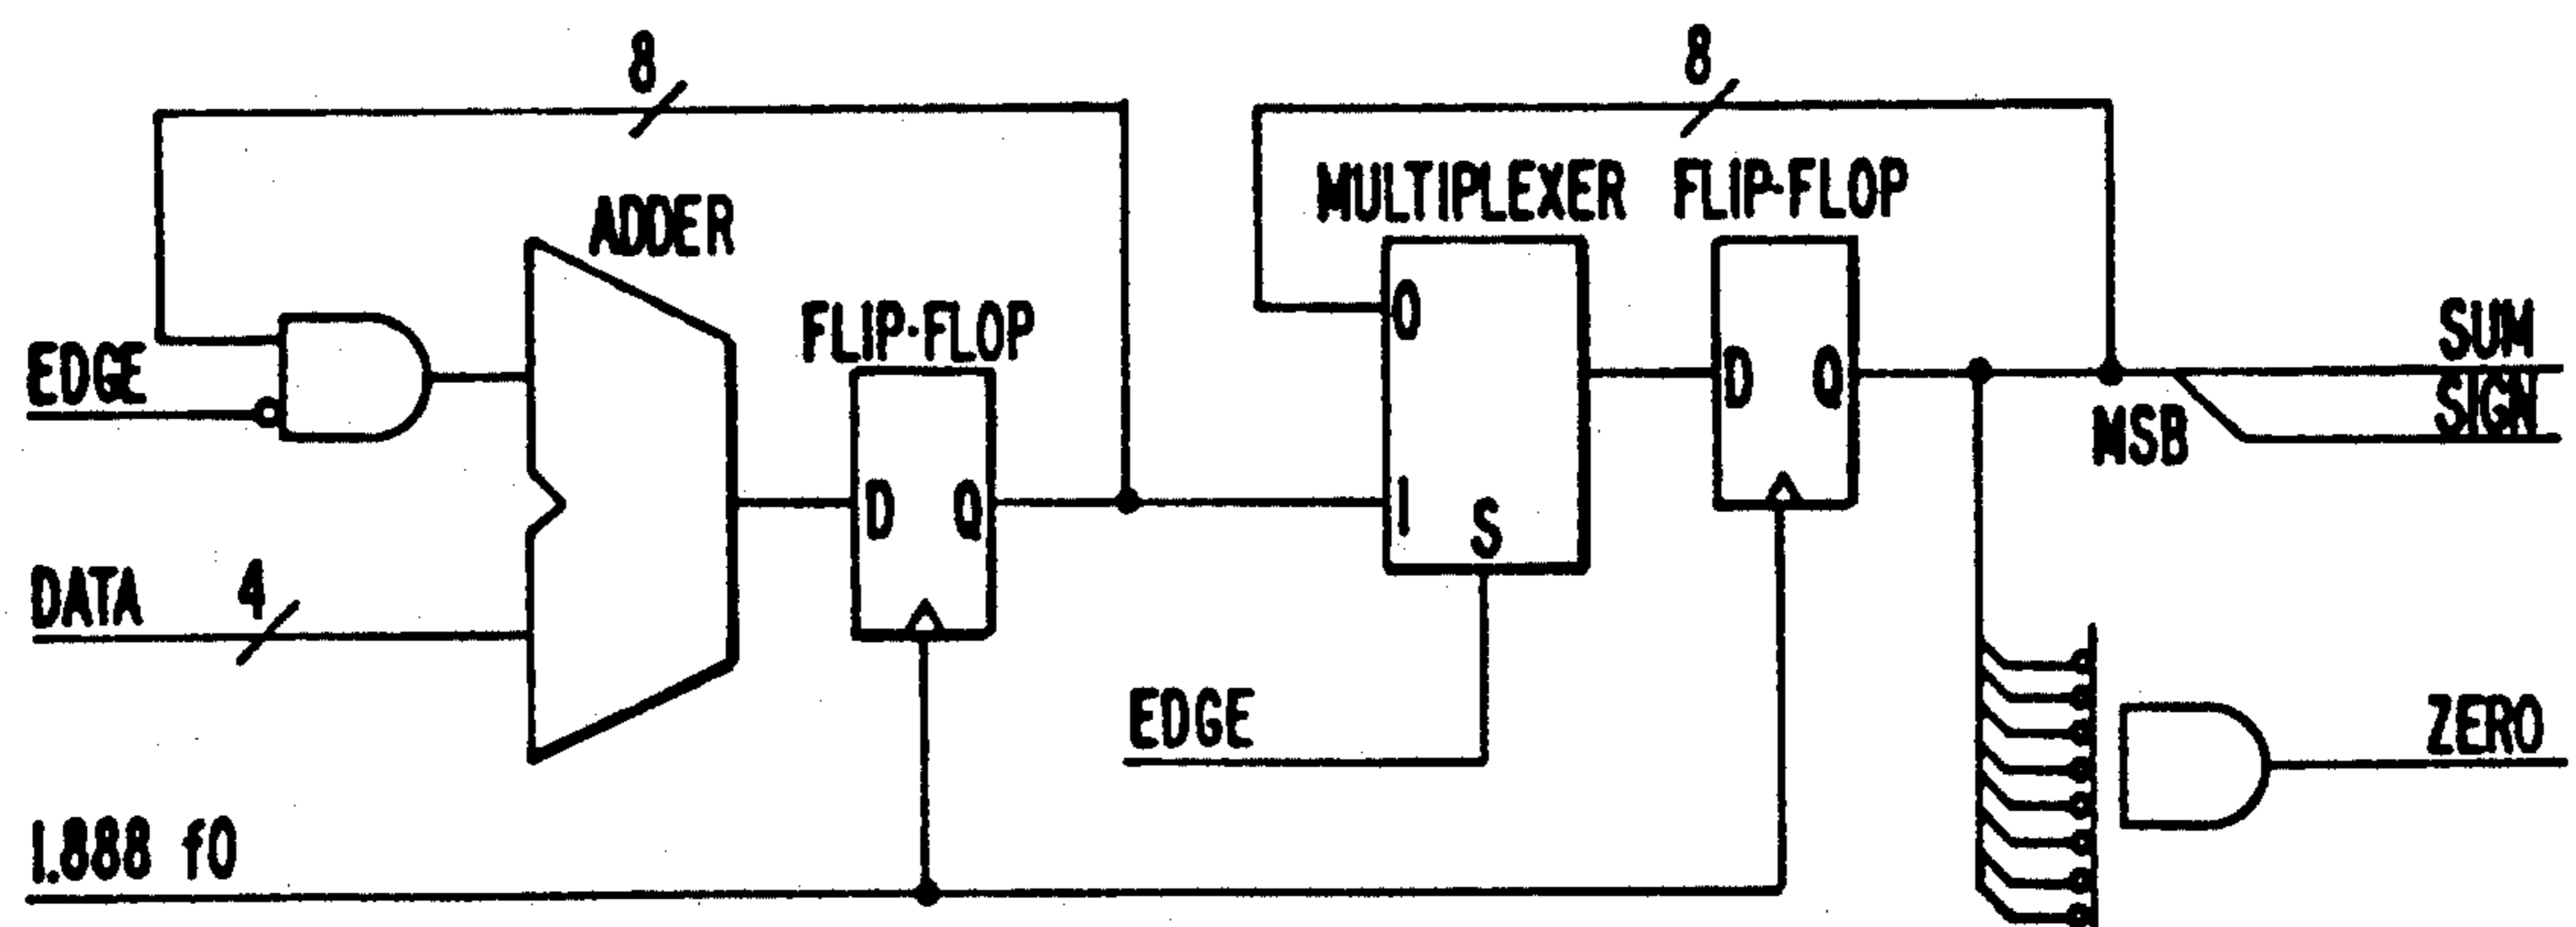 8
8
MULTIPLEXER FLIP-FLOP
ADDER
FLIP-FLOP
O
EDGE
D Q
SUM
SIGN
MSB
D Q
I
S
DATA 4
EDGE
ZERO
1.888 f0